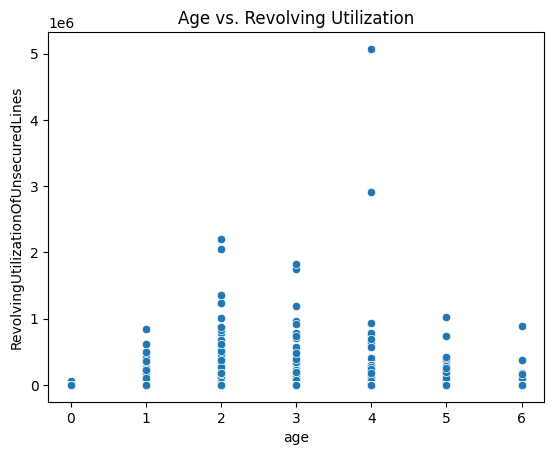 Age vs. Revolving Utilization
1e6
5
4
3
2
1
0
RevolvingUtilizationOfUnsecuredLines
0 1 2 3 4 5 6
age